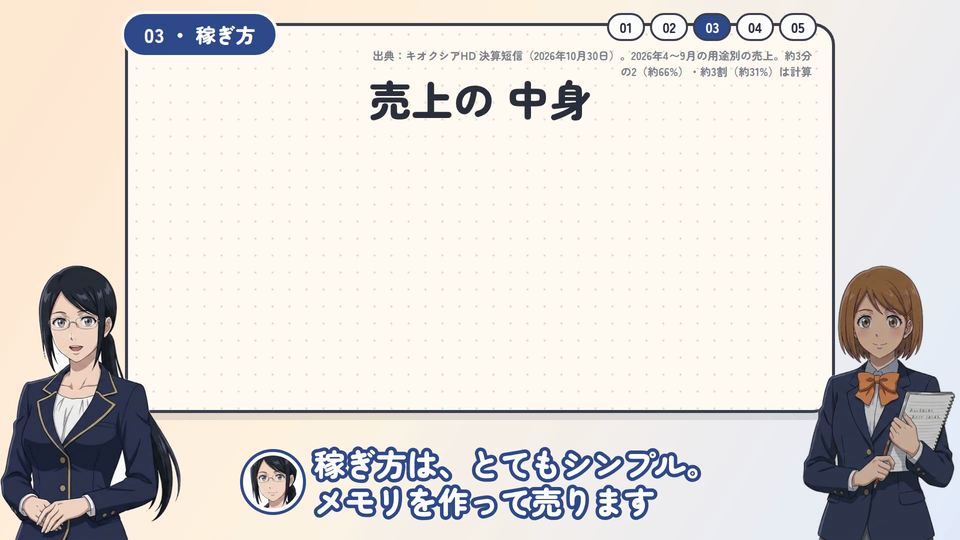 03 ・ 稼ぎ方
01 02 03 04 05
出典：キオクシアHD 決算短信（2026年10月30日）。2026年4〜9月の用途別の売上。約3分
の2（約66%）・約3割（約31%）は計算
売上の 中身
稼ぎ方は、とてもシンプル。
メモリを作って売ります